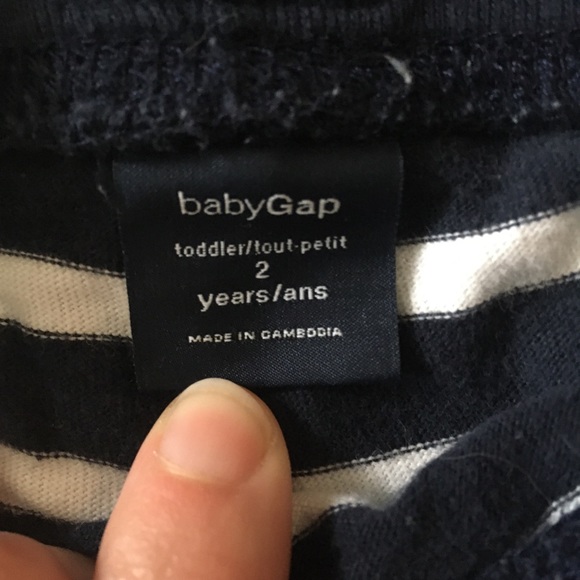 babyGap
toddler/tout-petit
2
years/ans
MADE IN CAMBODIA